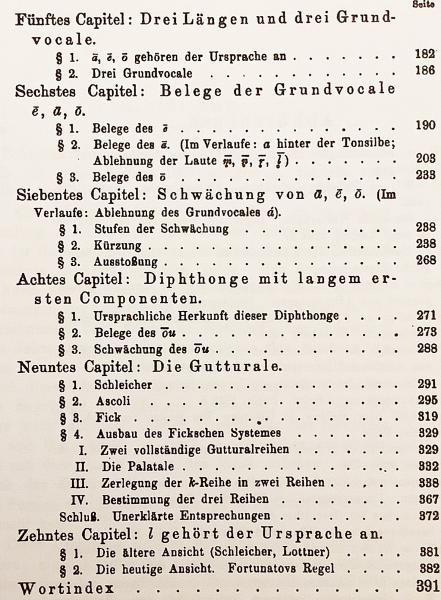 Seite
Fünftes Capitel: Drei Längen und drei Grund-
vocale.
§ 1. ā, ē, ō gehören der Ursprache an . . . . . . . 182
§ 2. Drei Grundvocale . . . . . . . 186
Sechstes Capitel: Belege der Grundvocale
ē, ā, ō.
§ 1. Belege des ē . . . . . . . 190
§ 2. Belege des ā. (Im Verlaufe: a hinter der Tonsilbe;
Ablehnung der Laute n̥̄, r̥̄, l̥̄) . . . . . . . 203
§ 3. Belege des ō . . . . . . . 233
Siebentes Capitel: Schwächung von ā, ē, ō. (Im
Verlaufe: Ablehnung des Grundvocales á).
§ 1. Stufen der Schwächung . . . . . . . 238
§ 2. Kürzung . . . . . . . 238
§ 3. Ausstoßung . . . . . . . 268
Achtes Capitel: Diphthonge mit langem er-
sten Componenten.
§ 1. Ursprachliche Herkunft dieser Diphthonge . . . . 271
§ 2. Belege des ōu . . . . . . . 273
§ 3. Schwächung des ōu . . . . . . . 288
Neuntes Capitel: Die Gutturale.
§ 1. Schleicher . . . . . . . 291
§ 2. Ascoli . . . . . . . 295
§ 3. Fick . . . . . . . 319
§ 4. Ausbau des Fickschen Systemes . . . . . . . 329
I. Zwei vollständige Gutturalreihen . . . . . . . 329
II. Die Palatale . . . . . . . 332
III. Zerlegung der k-Reihe in zwei Reihen . . . . . 338
IV. Bestimmung der drei Reihen . . . . . . . 367
Schluß. Unerklärte Entsprechungen . . . . . . . 372
Zehntes Capitel: l gehört der Ursprache an.
§ 1. Die ältere Ansicht (Schleicher, Lottner) . . . . 381
§ 2. Die heutige Ansicht. Fortunatovs Regel . . . . 382
Wortindex . . . . . . . 391